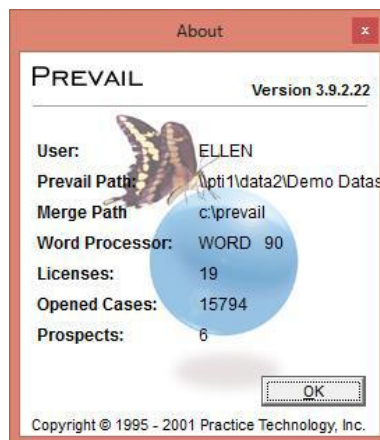 About
x
PREVAIL
Version 3.9.2.22
User: ELLEN
Prevail Path: \\pti1\data2\Demo Datas
Merge Path c:\prevail
Word Processor: WORD 90
Licenses: 19
Opened Cases: 15794
Prospects: 6
OK
Copyright © 1995 - 2001 Practice Technology, Inc.